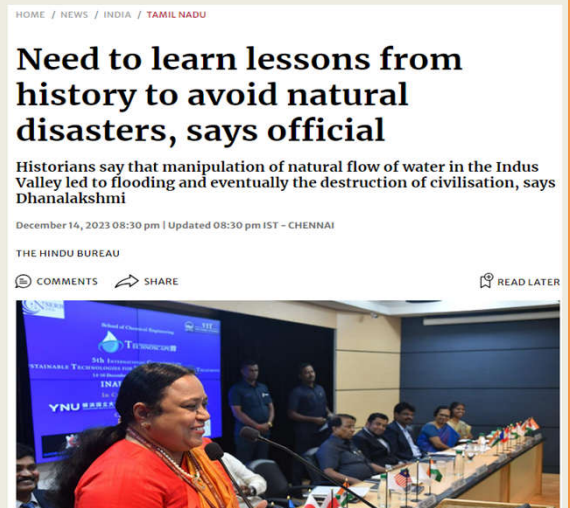 HOME / NEWS / INDIA / TAMIL NADU
Need to learn lessons from
history to avoid natural
disasters, says official
Historians say that manipulation of natural flow of water in the Indus
Valley led to flooding and eventually the destruction of civilisation, says
Dhanalakshmi
December 14, 2023 08:30 pm | Updated 08:30 pm IST - CHENNAI
THE HINDU BUREAU
COMMENTS SHARE READ LATER
School of Chemical Engineering
VIT
5th
INAU
YNU